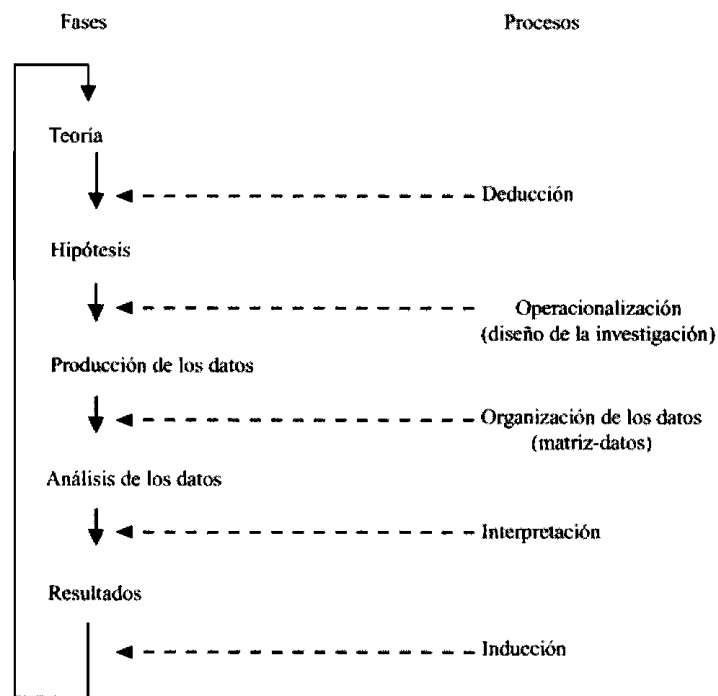 Fases
Procesos
Teoría
Deducción
Hipótesis
Operacionalización
(diseño de la investigación)
Producción de los datos
Organización de los datos
(matriz-datos)
Análisis de los datos
Interpretación
Resultados
Inducción